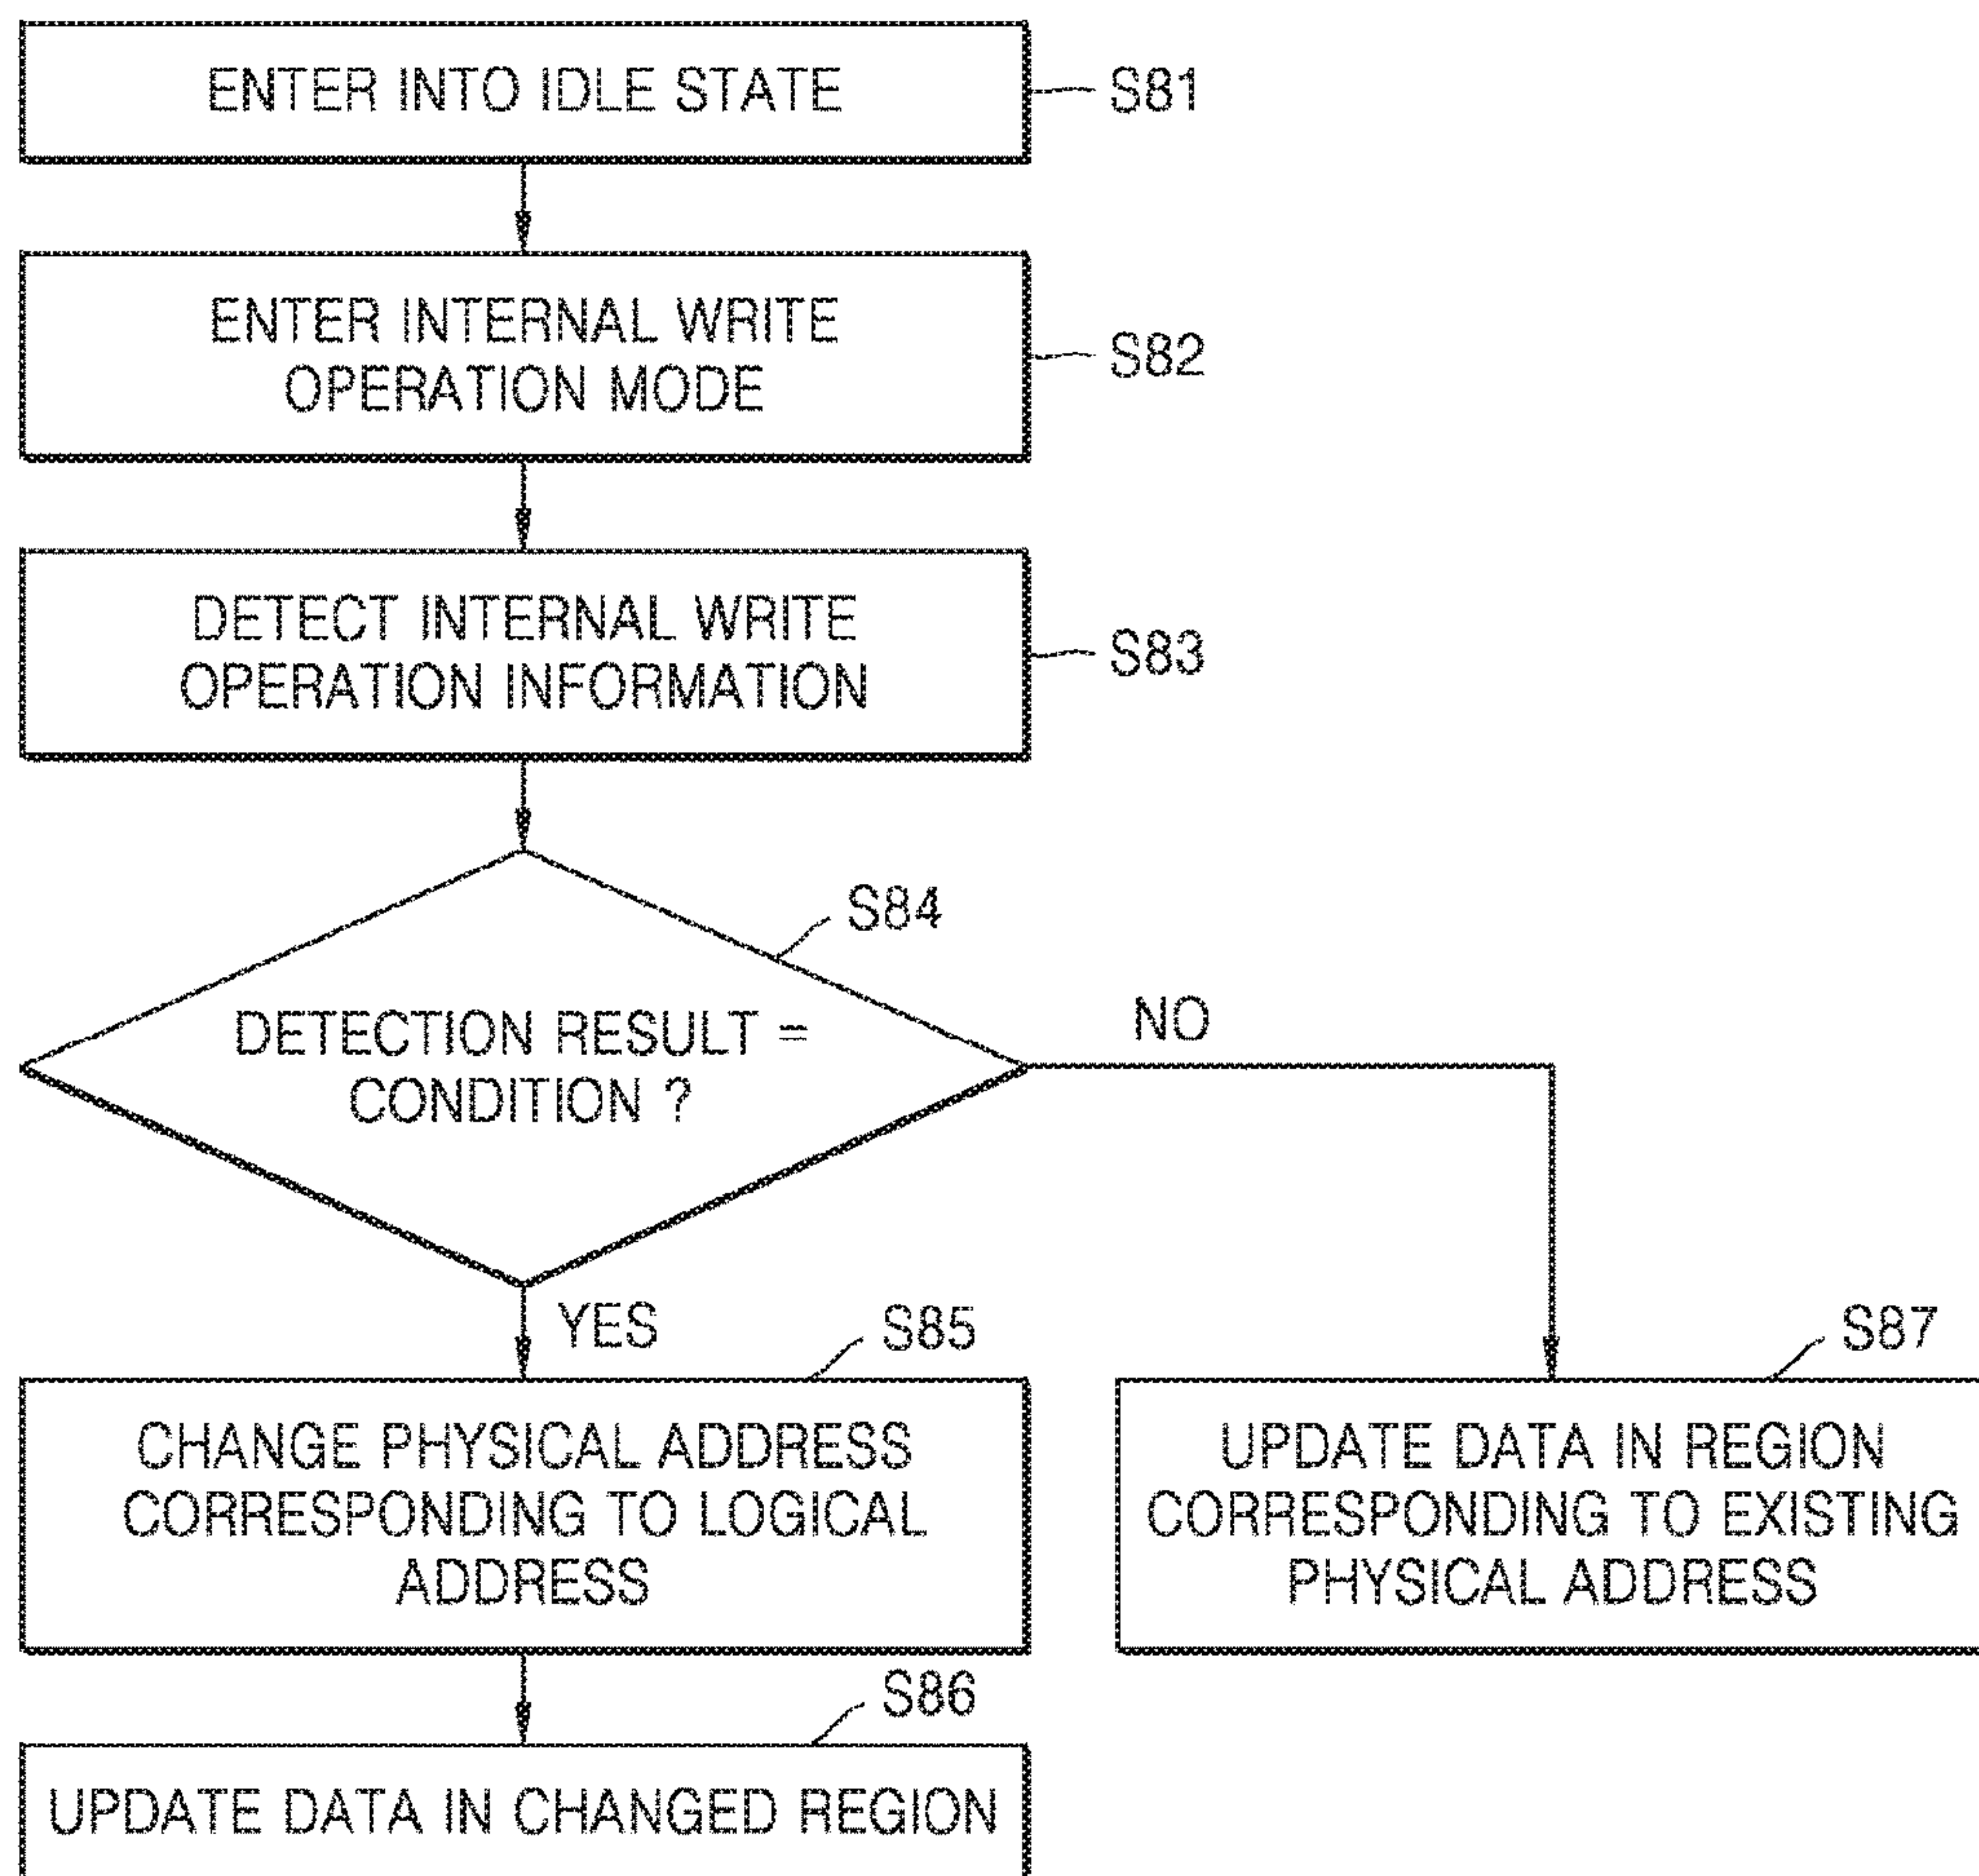 ENTER INTO IDLE STATE
S81
ENTER INTERNAL WRITE
OPERATION MODE
S82
DETECT INTERNAL WRITE
OPERATION INFORMATION
S83
S84
DETECTION RESULT =
CONDITION ?
NO
YES
S85
CHANGE PHYSICAL ADDRESS
CORRESPONDING TO LOGICAL
ADDRESS
S87
UPDATE DATA IN REGION
CORRESPONDING TO EXISTING
PHYSICAL ADDRESS
S86
UPDATE DATA IN CHANGED REGION